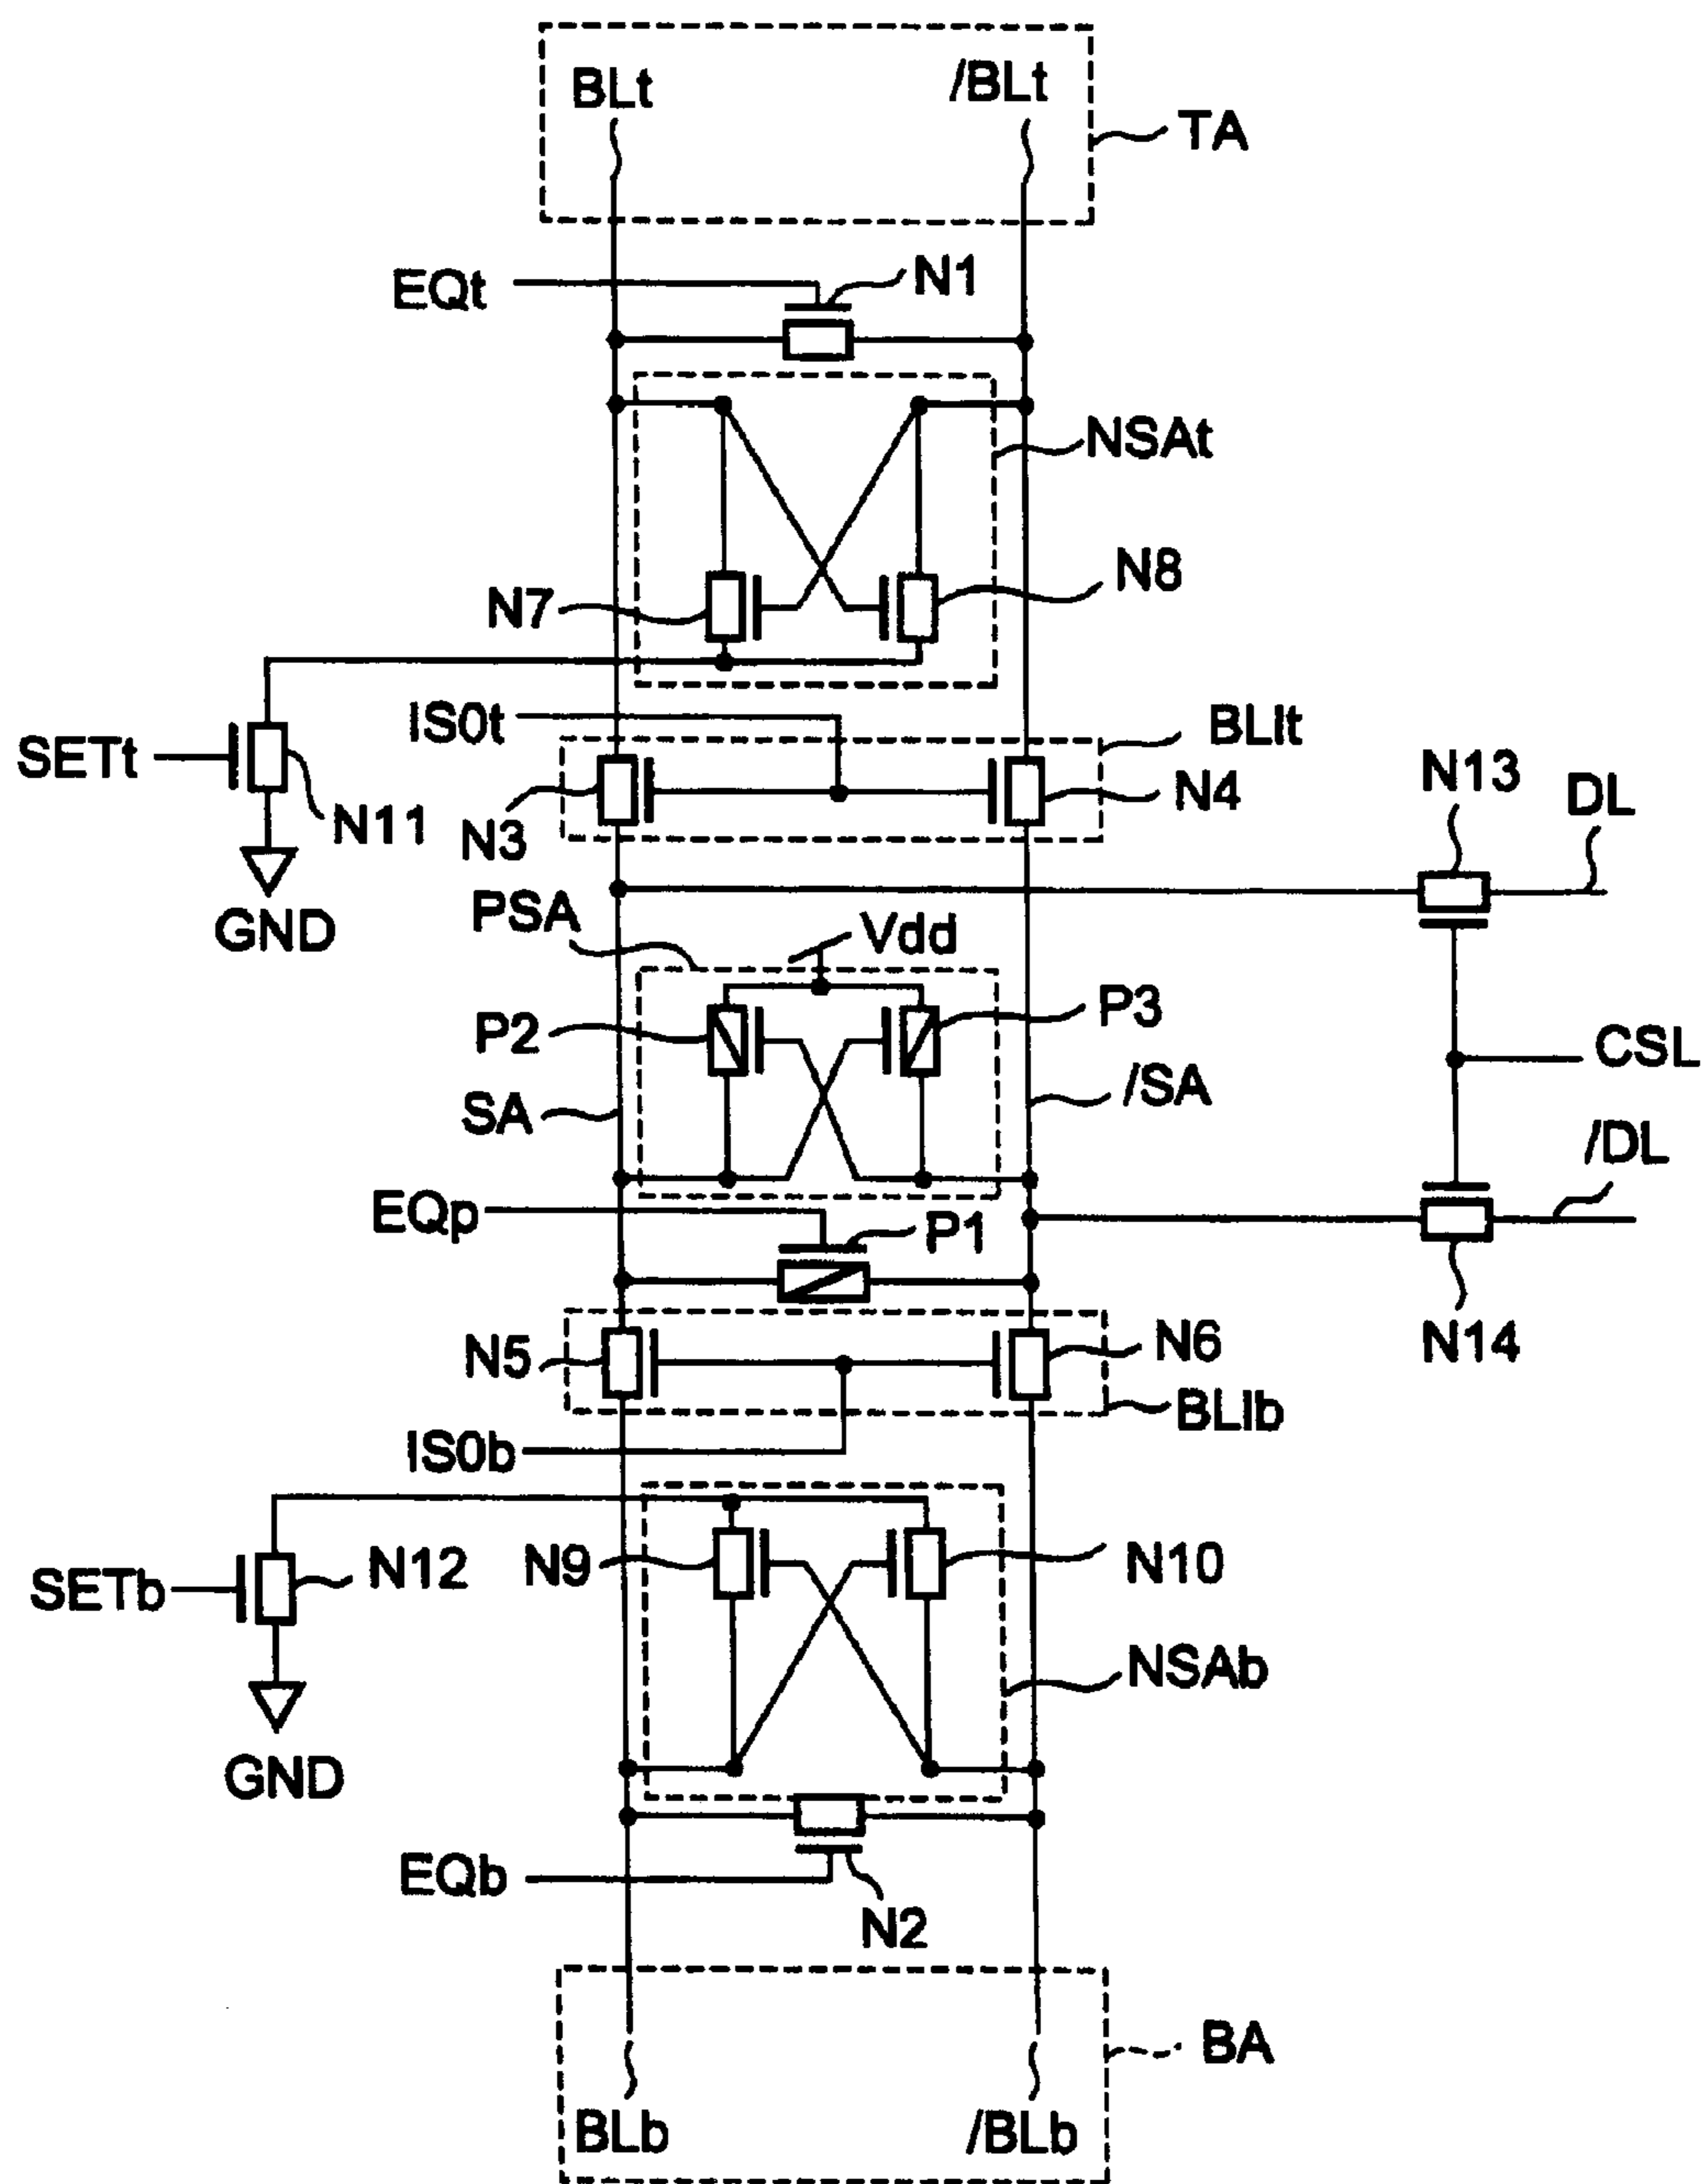 BLt
/BLt
TA
EQt
N1
NSAt
N7
N8
IS0t
BLIt
SETt
N11
N3
N4
N13
DL
GND
PSA
Vdd
P2
P3
CSL
SA
/SA
/DL
EQp
P1
N5
N6
N14
BLIb
IS0b
N9
N10
SETb
N12
NSAb
GND
EQb
N2
BA
BLb
/BLb